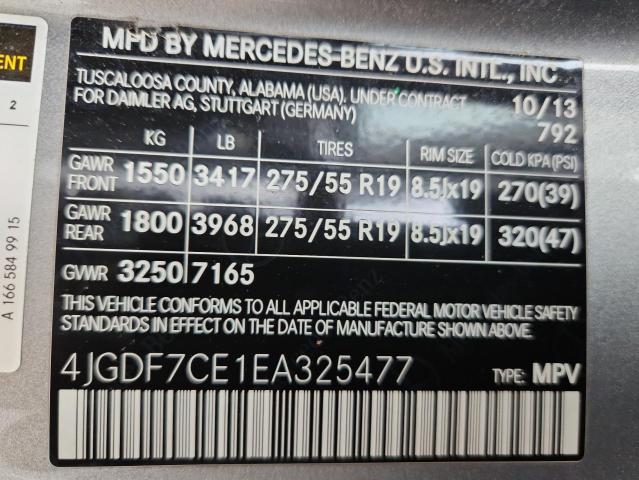 MFD BY MERCEDES-BENZ U.S. INTL., INC
TUSCALOOSA COUNTY, ALABAMA (USA). UNDER CONTRACT 10/13
FOR DAIMLER AG, STUTTGART (GERMANY) 792
KG LB TIRES RIM SIZE COLD KPA (PSI)
GAWR FRONT 1550 3417 275/55 R19 8.5Jx19 270(39)
GAWR REAR 1800 3968 275/55 R19 8.5Jx19 320(47)
GVWR 3250 7165
THIS VEHICLE CONFORMS TO ALL APPLICABLE FEDERAL MOTOR VEHICLE SAFETY
STANDARDS IN EFFECT ON THE DATE OF MANUFACTURE SHOWN ABOVE.
4JGDF7CE1EA325477 TYPE: MPV
ENT
2
A 166 584 99 15